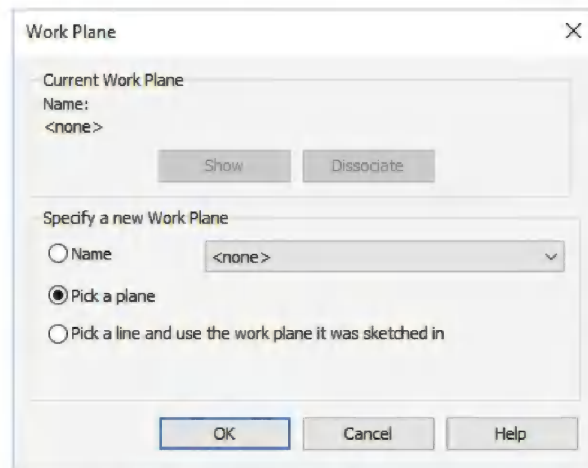 Work Plane
Current Work Plane
Name:
<none>
Show Dissociate
Specify a new Work Plane
Name <none>
Pick a plane
Pick a line and use the work plane it was sketched in
OK Cancel Help